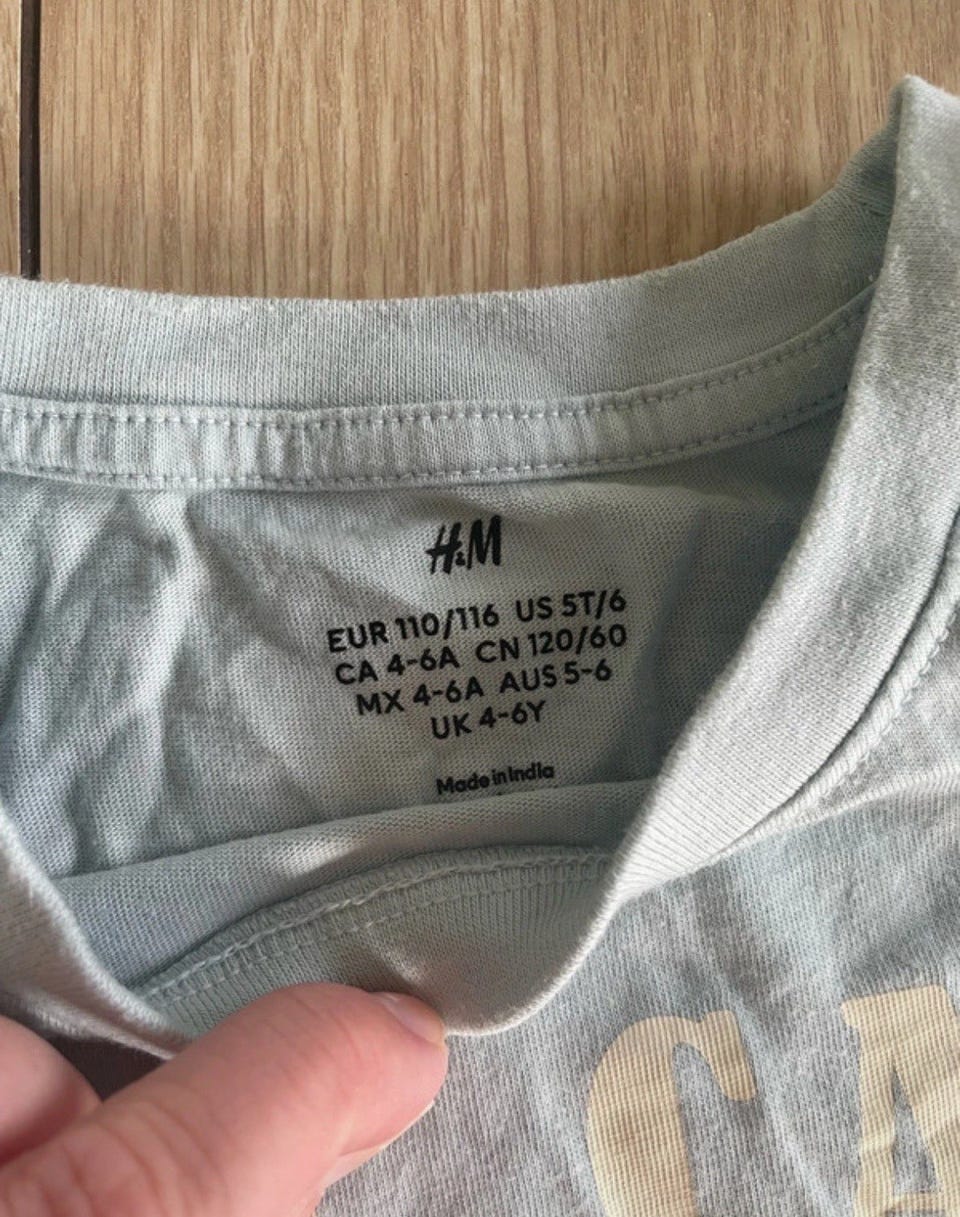 H&M
EUR 110/116 US 5T/6
CA 4-6A CN 120/60
MX 4-6A AUS 5-6
UK 4-6Y
Made in India
CA